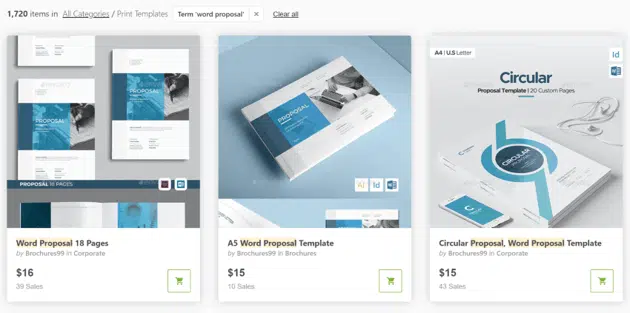 1,720 items in All Categories / Print Templates
Term 'word proposal' ×
Clear all
PROPOSAL
PROPOSAL
PROPOSAL 18 PAGES
Word Proposal 18 Pages
by Brochures99 in Corporate
$16
39 Sales
PROPOSAL
Ai Id
A5 Word Proposal Template
by Brochures99 in Brochures
$15
10 Sales
A4 | U.S Letter
Id
Circular
Proposal Template | 20 Custom Pages
CIRCULAR
Circular Proposal, Word Proposal Template
by Brochures99 in Corporate
$15
43 Sales